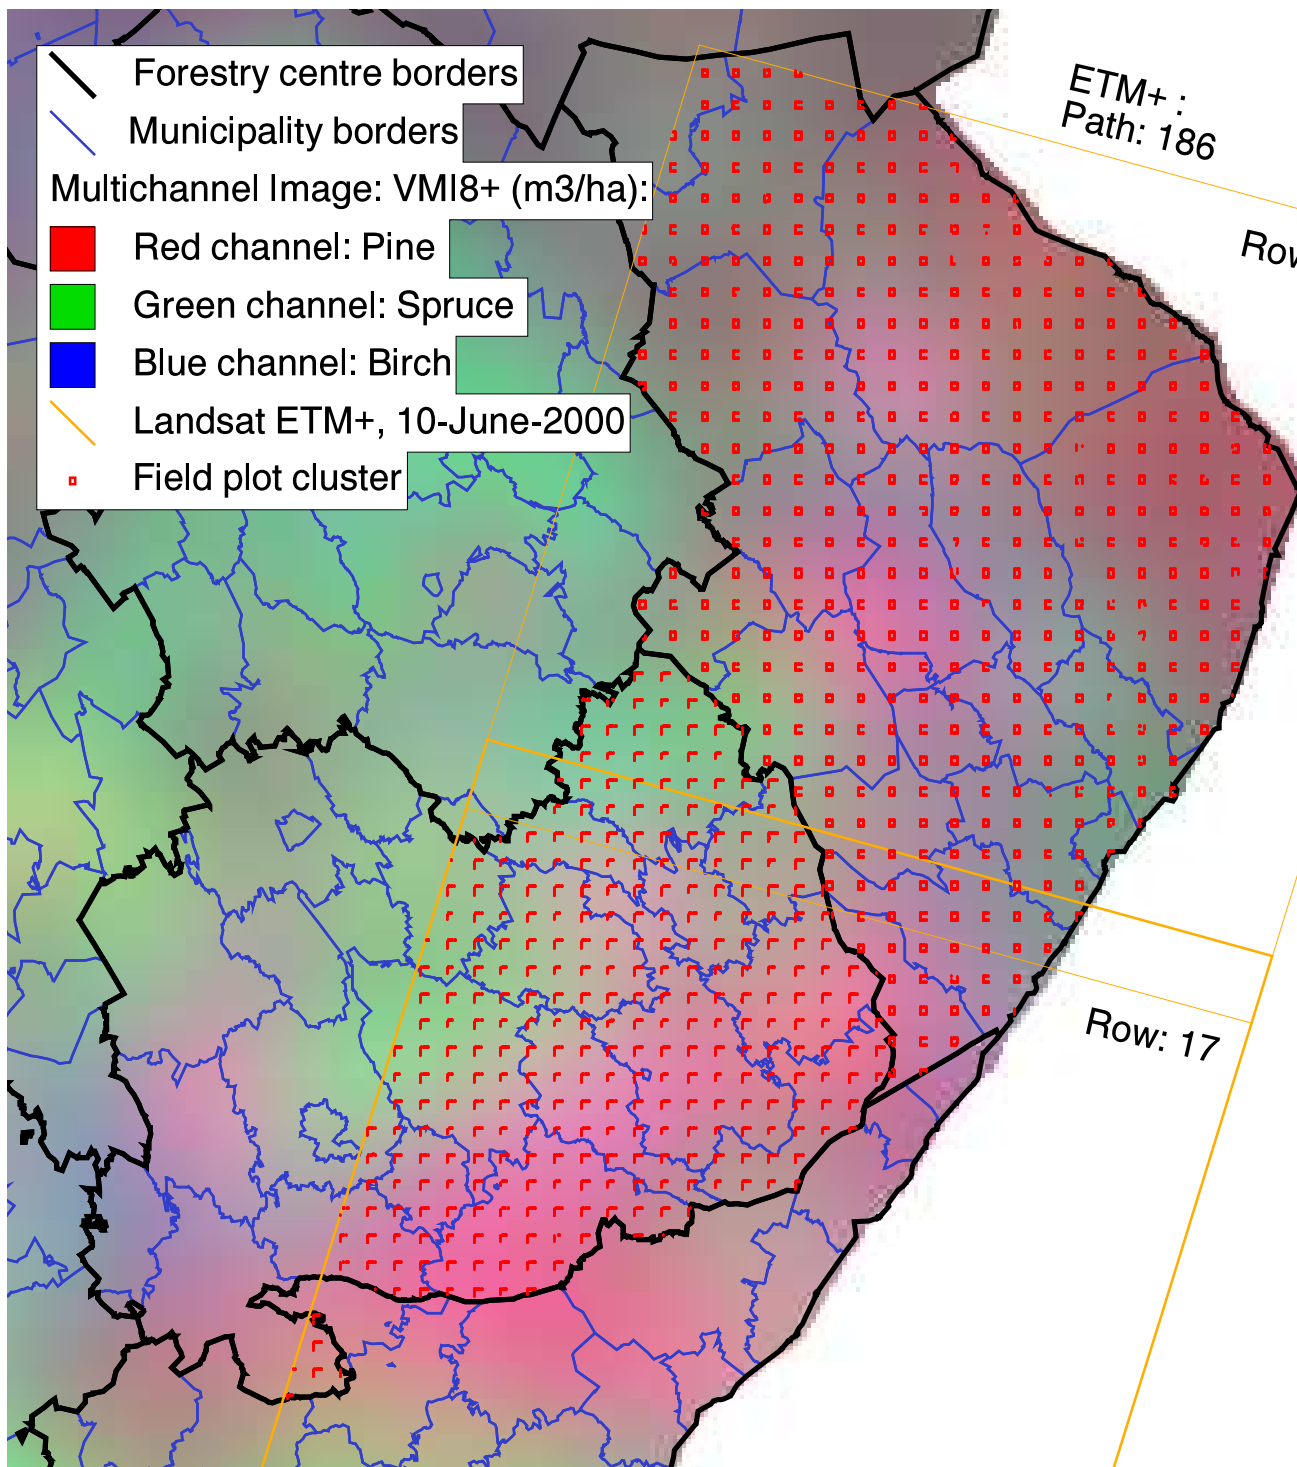 Forestry centre borders
Municipality borders
Multichannel Image: VMI8+ (m3/ha):
Red channel: Pine
Green channel: Spruce
Blue channel: Birch
Landsat ETM+, 10-June-2000
Field plot cluster
ETM+ :
Path: 186
Row
Row: 17